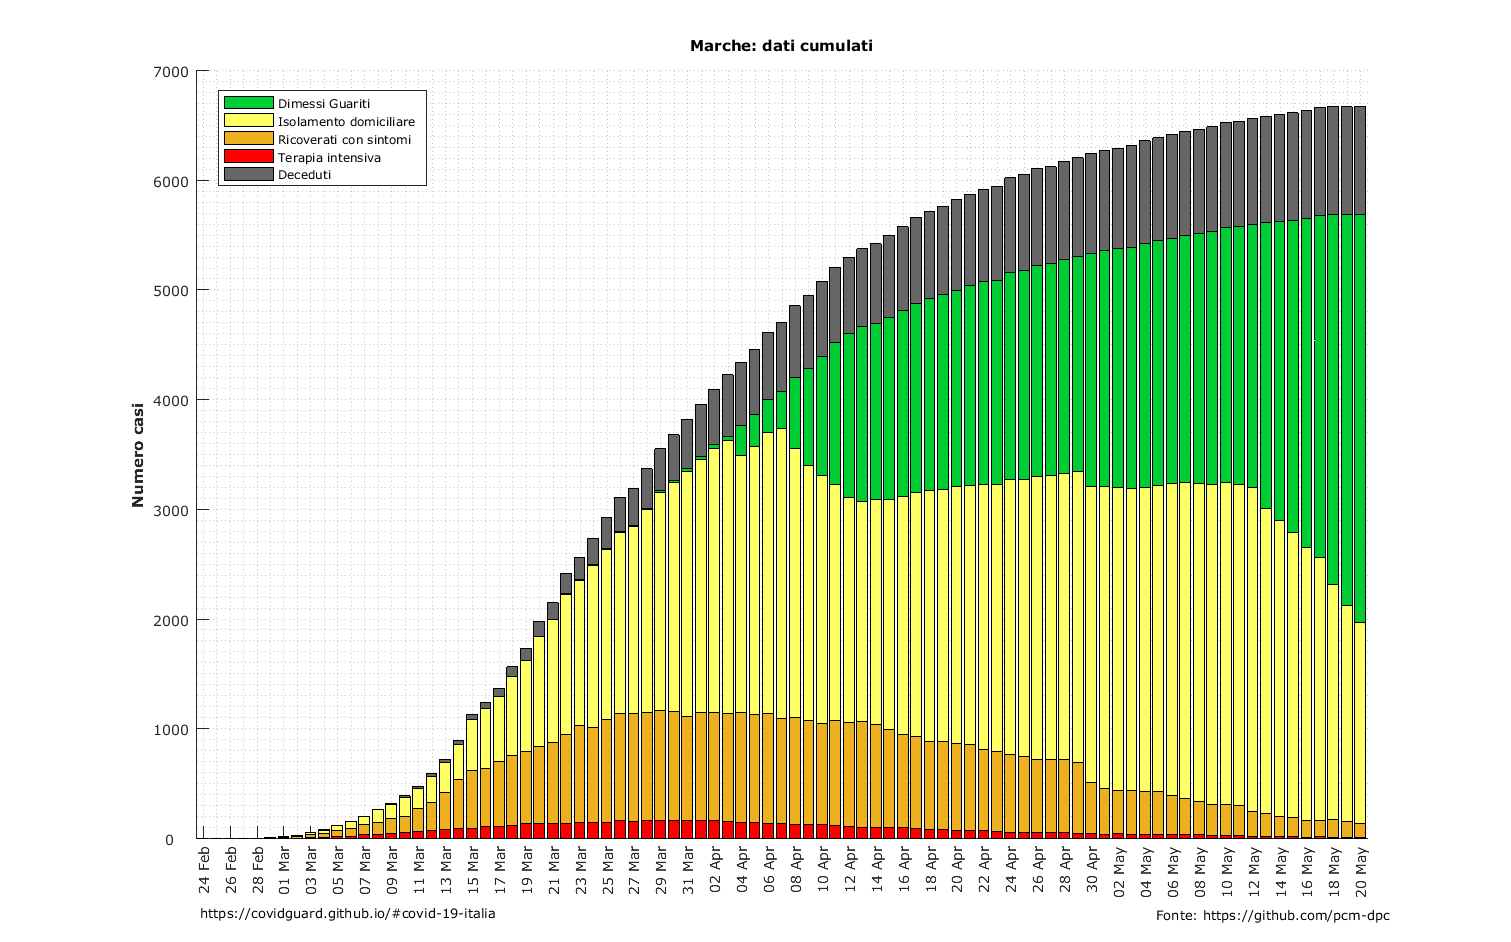 Marche: dati cumulati
7000
6000
5000
4000
3000
2000
1000
0
Numero casi
Dimessi Guariti
Isolamento domiciliare
Ricoverati con sintomi
Terapia intensiva
Deceduti
24 Feb
26 Feb
28 Feb
01 Mar
03 Mar
05 Mar
07 Mar
09 Mar
11 Mar
13 Mar
15 Mar
17 Mar
19 Mar
21 Mar
23 Mar
25 Mar
27 Mar
29 Mar
31 Mar
02 Apr
04 Apr
06 Apr
08 Apr
10 Apr
12 Apr
14 Apr
16 Apr
18 Apr
20 Apr
22 Apr
24 Apr
26 Apr
28 Apr
30 Apr
02 May
04 May
06 May
08 May
10 May
12 May
14 May
16 May
18 May
20 May
https://covidguard.github.io/#covid-19-italia
Fonte: https://github.com/pcm-dpc